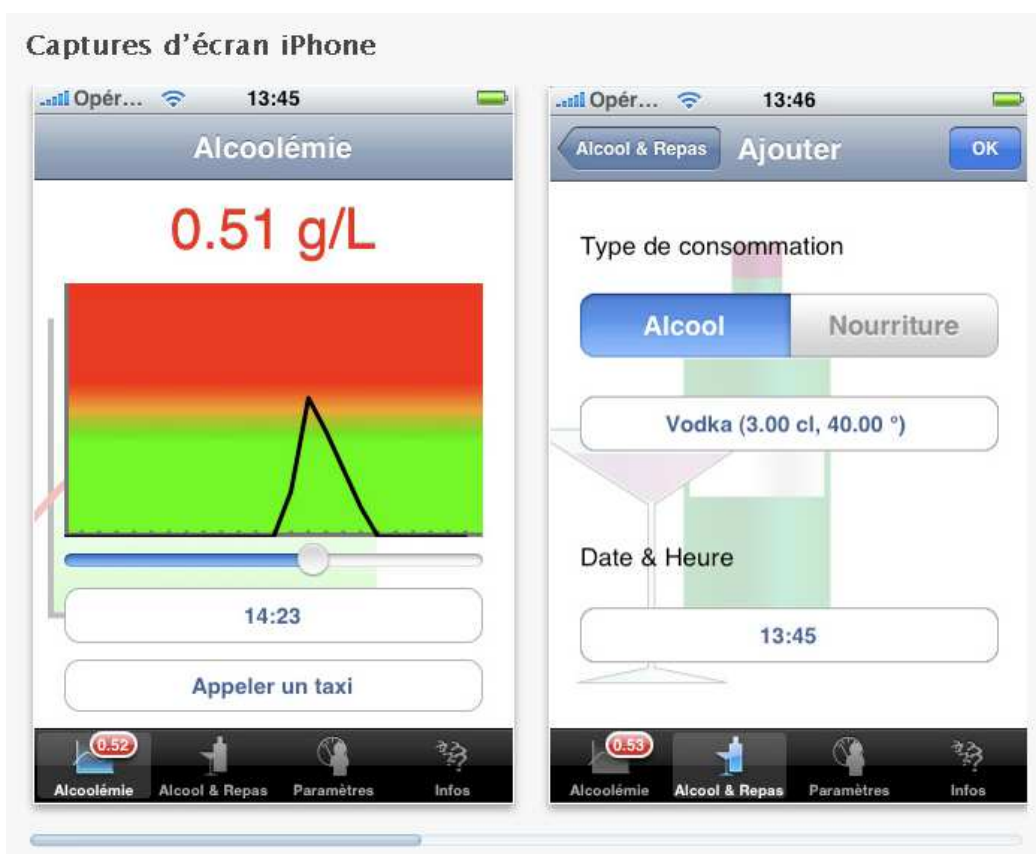 Captures d'écran iPhone
Opér... 13:45
Alcoolémie
0.51 g/L
14:23
Appeler un taxi
0.52
Alcoolémie Alcool & Repas Paramètres Infos
Opér... 13:46
Alcool & Repas Ajouter OK
Type de consommation
Alcool Nourriture
Vodka (3.00 cl, 40.00 °)
Date & Heure
13:45
0.53
Alcoolémie Alcool & Repas Paramètres Infos